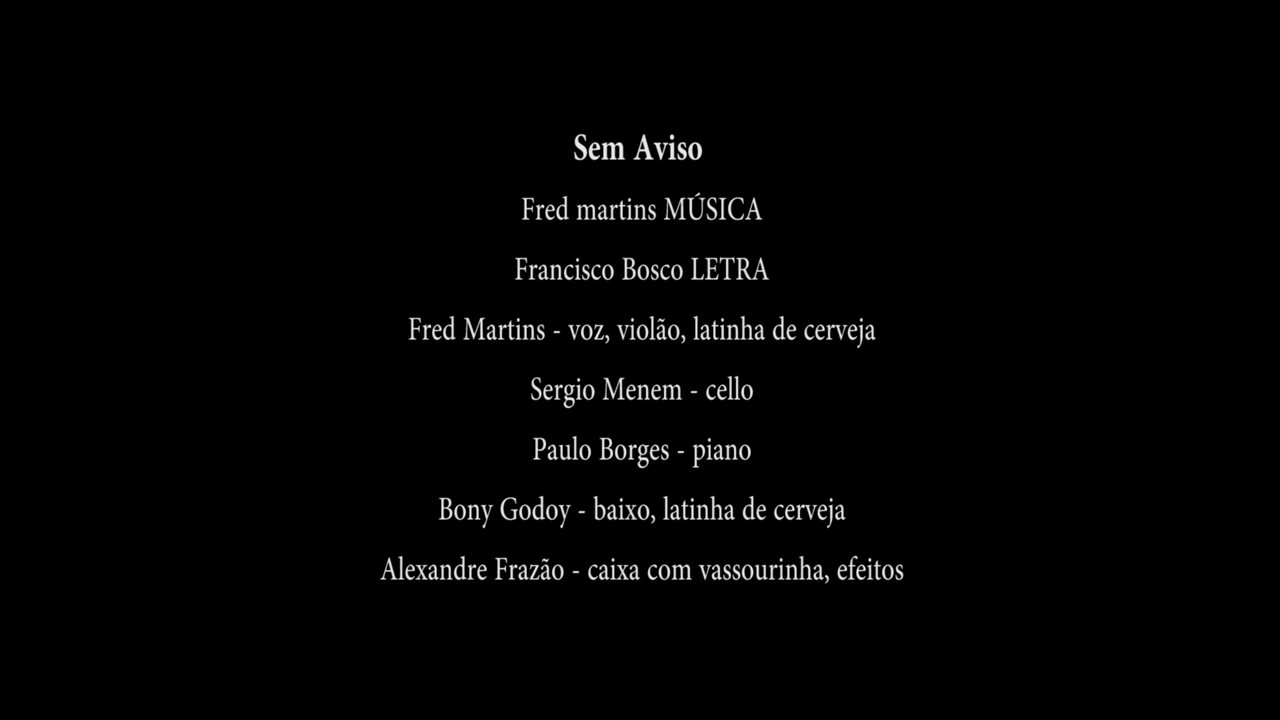 Sem Aviso
Fred martins MÚSICA
Francisco Bosco LETRA
Fred Martins - voz, violão, latinha de cerveja
Sergio Menem - cello
Paulo Borges - piano
Bony Godoy - baixo, latinha de cerveja
Alexandre Frazão - caixa com vassourinha, efeitos